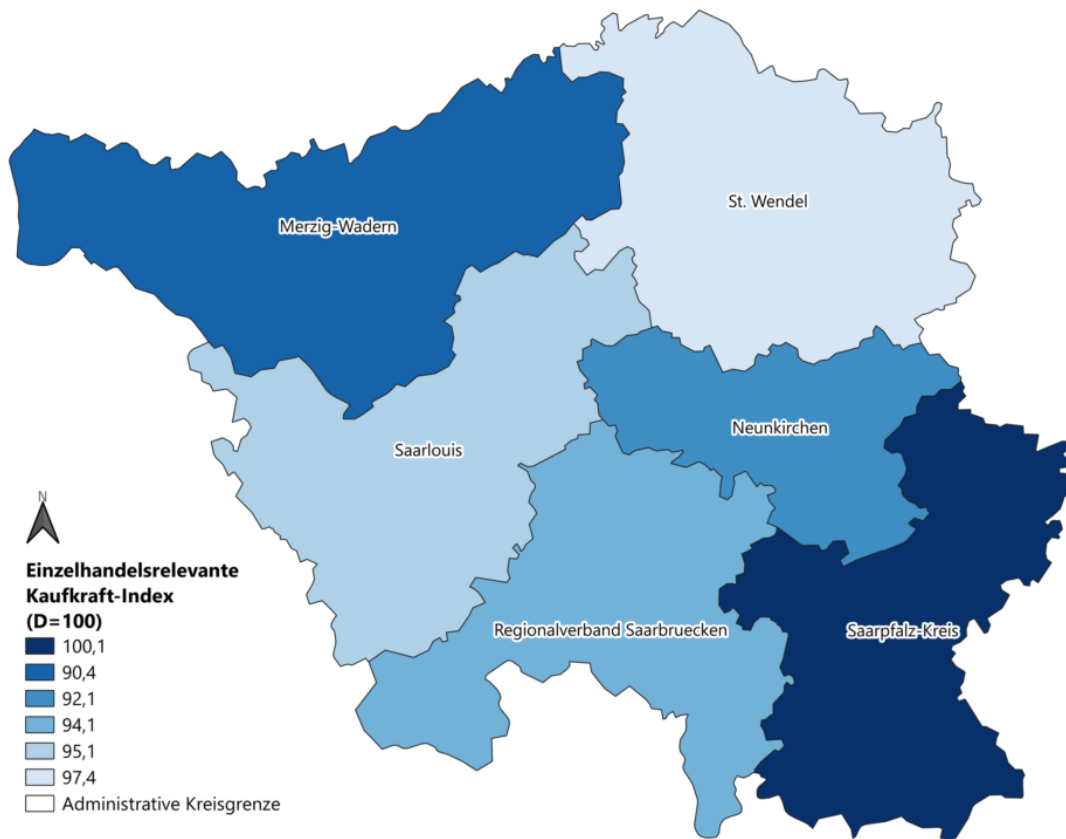 St. Wendel
Merzig-Wadern
Neunkirchen
Saarlouis
Regionalverband Saarbruecken
Saarpfalz-Kreis
N
Einzelhandelsrelevante
Kaufkraft-Index
(D=100)
100,1
90,4
92,1
94,1
95,1
97,4
Administrative Kreisgrenze